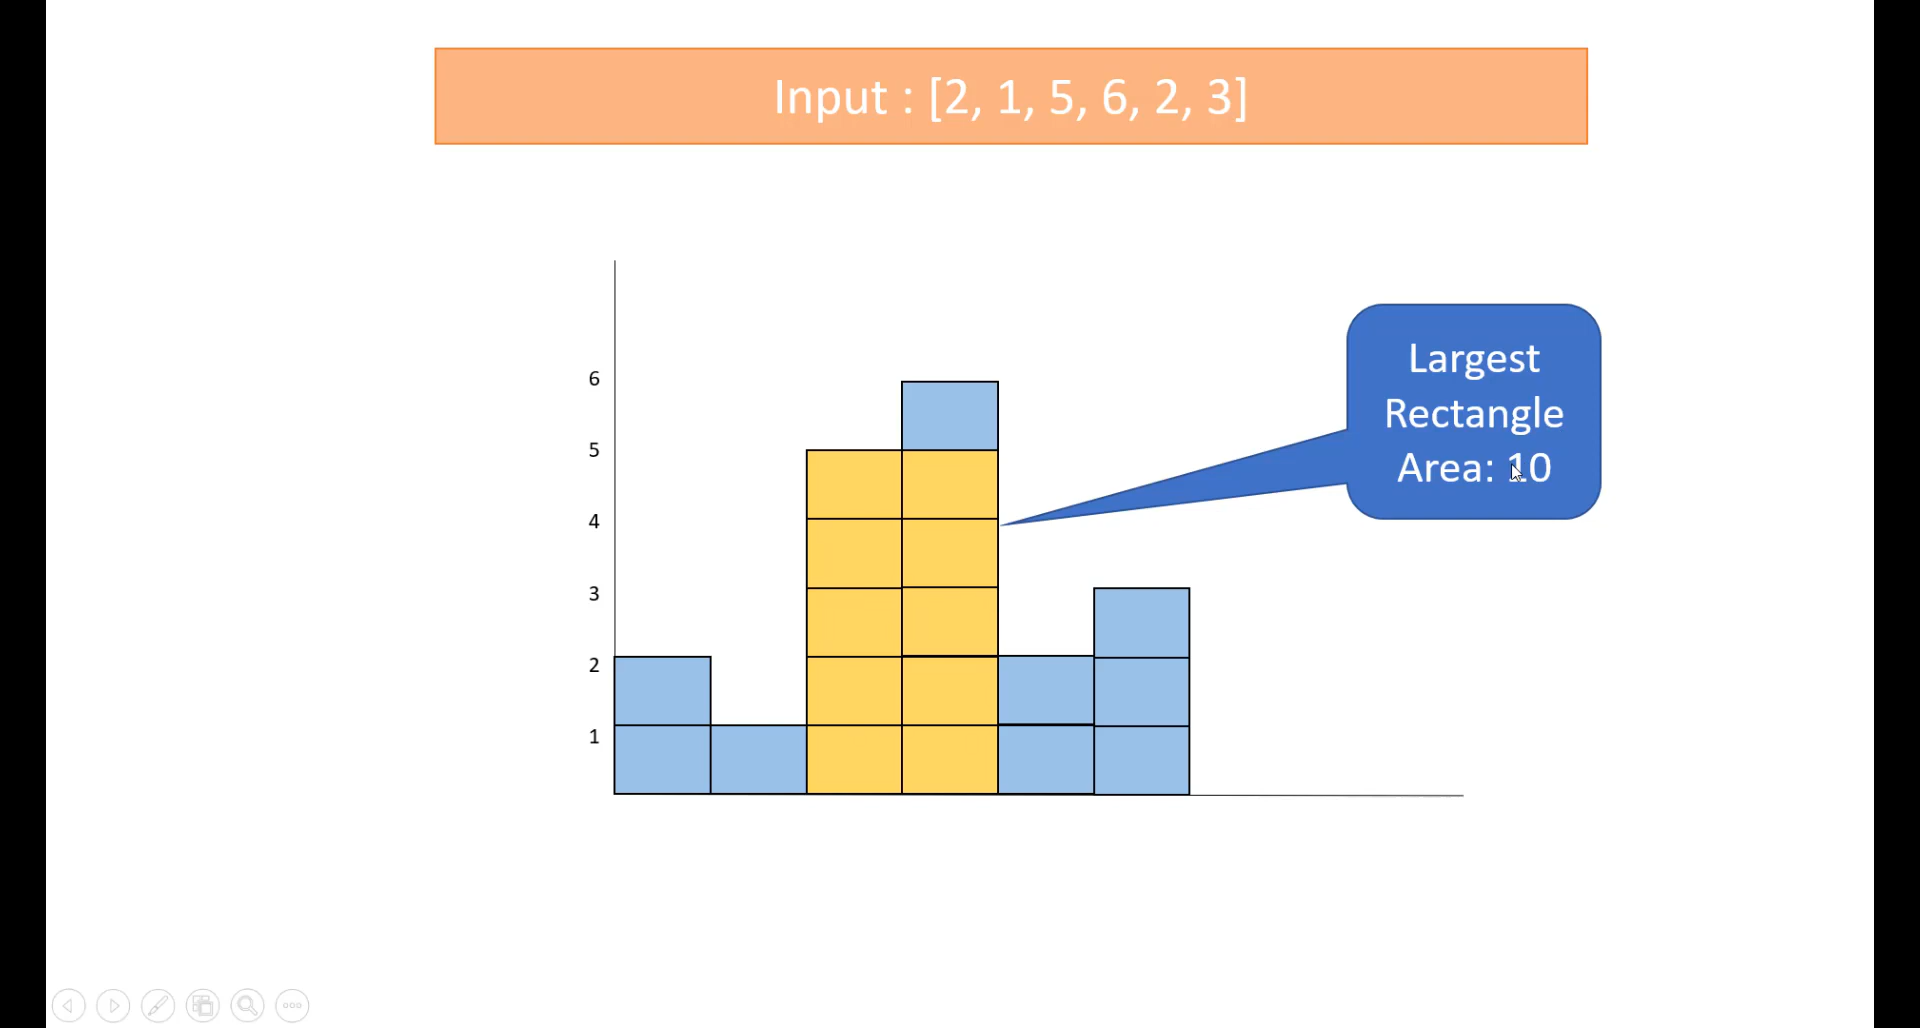 Input : [2, 1, 5, 6, 2, 3]
Largest
Rectangle
Area: 10
6
5
4
3
2
1